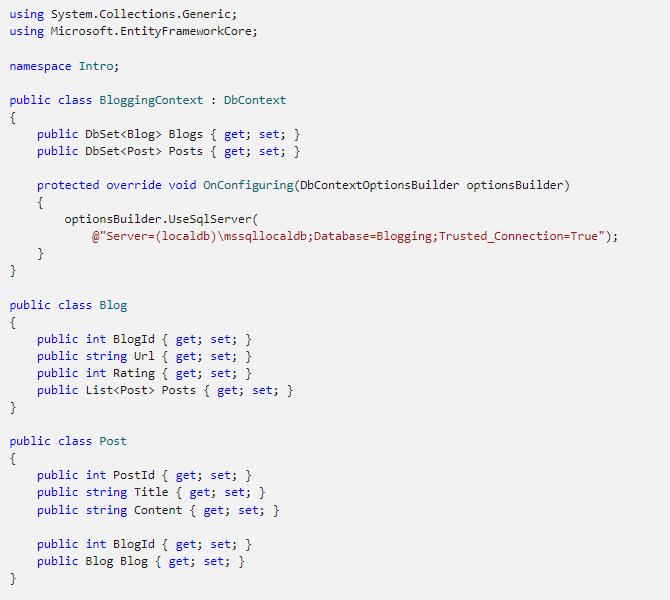 using System.Collections.Generic;
using Microsoft.EntityFrameworkCore;

namespace Intro;

public class BloggingContext : DbContext
{
    public DbSet<Blog> Blogs { get; set; }
    public DbSet<Post> Posts { get; set; }

    protected override void OnConfiguring(DbContextOptionsBuilder optionsBuilder)
    {
        optionsBuilder.UseSqlServer(
            @"Server=(localdb)\mssqllocaldb;Database=Blogging;Trusted_Connection=True");
    }
}

public class Blog
{
    public int BlogId { get; set; }
    public string Url { get; set; }
    public int Rating { get; set; }
    public List<Post> Posts { get; set; }
}

public class Post
{
    public int PostId { get; set; }
    public string Title { get; set; }
    public string Content { get; set; }

    public int BlogId { get; set; }
    public Blog Blog { get; set; }
}